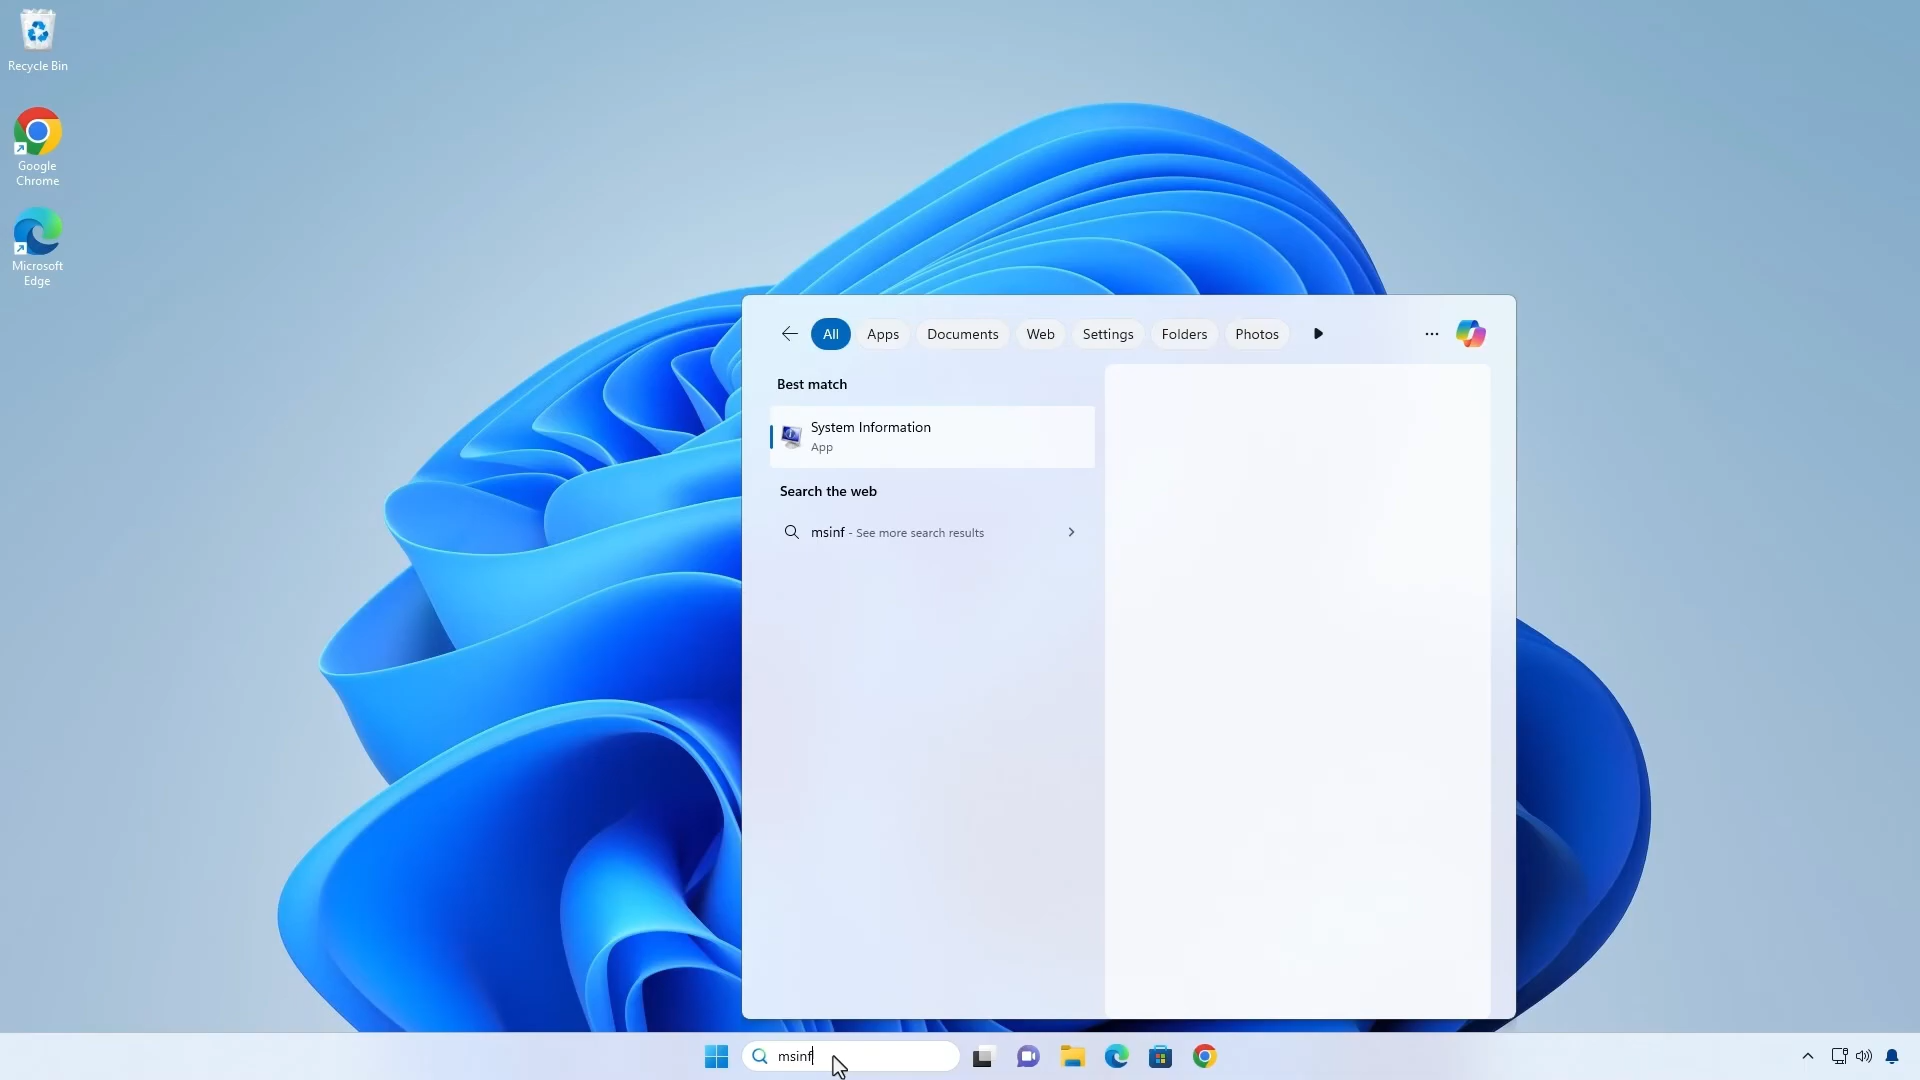 Recycle Bin
Google
Chrome
Microsoft
Edge
All
Apps
Documents
Web
Settings
Folders
Photos
Best match
System Information
App
Search the web
msinf - See more search results
msinf